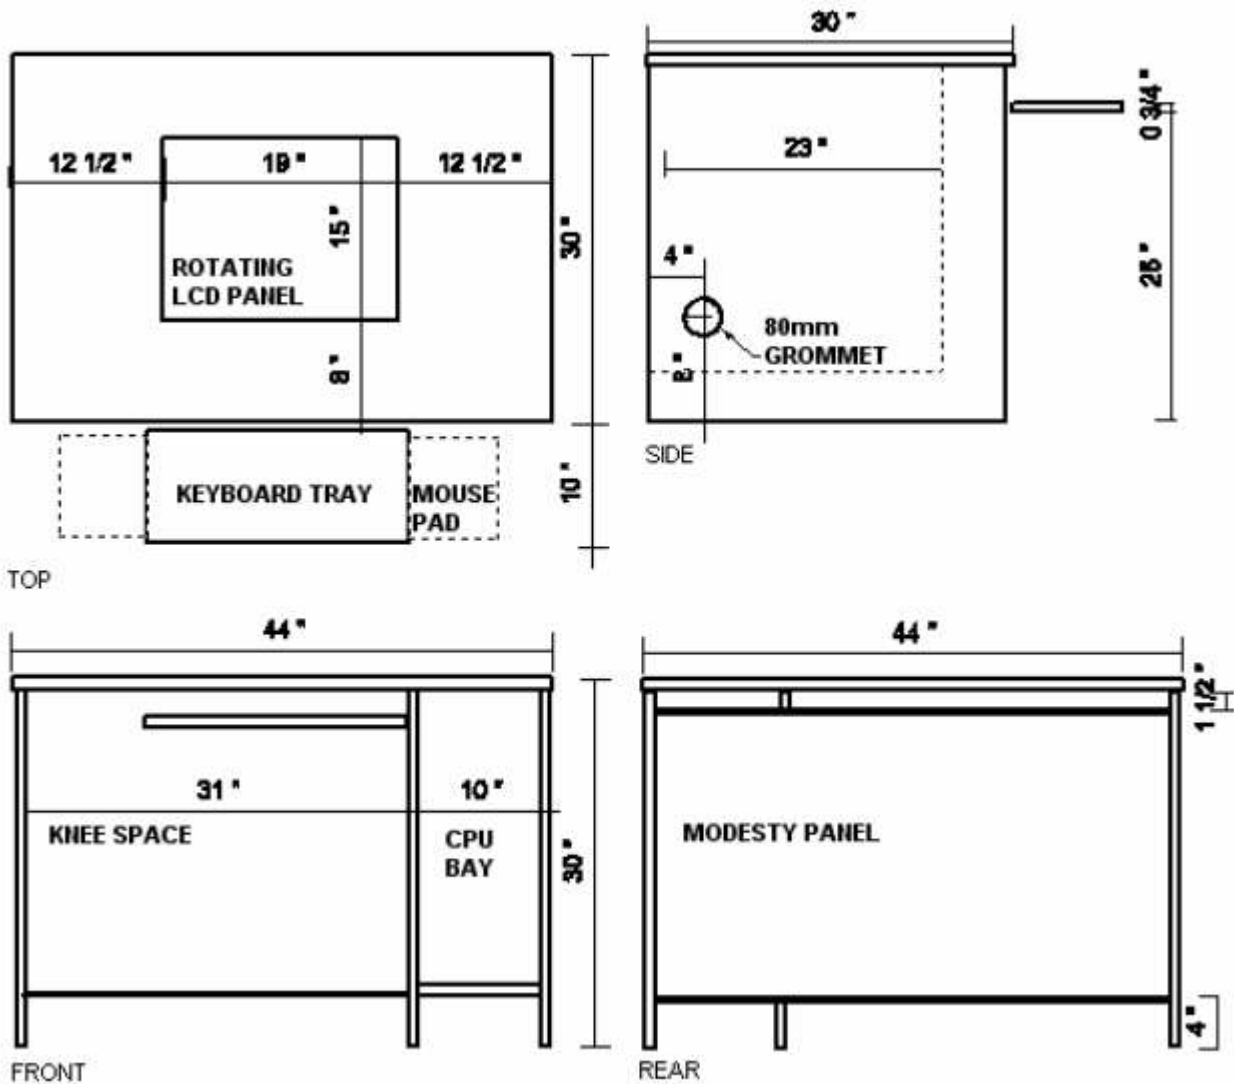 30 "
12 1/2 "
19 "
12 1/2 "
15 "
ROTATING
LCD PANEL
8 "
30 "
KEYBOARD TRAY
MOUSE
PAD
10 "
TOP
23 "
4 "
80mm
GROMMET
0 3/4 "
25 "
SIDE
44 "
31 "
10 "
KNEE SPACE
CPU
BAY
30 "
FRONT
44 "
1 1/2 "
MODESTY PANEL
4 "
REAR